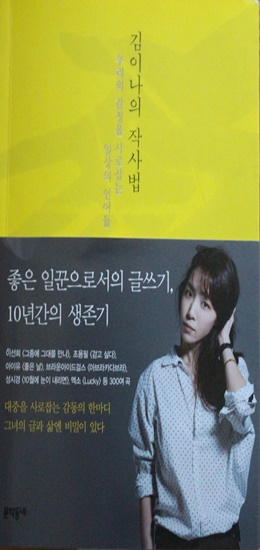 김이나의 작사법
우리의 감정을 사로잡는
일상의 언어들
좋은 일꾼으로서의 글쓰기,
10년간의 생존기
이선희 〈그중에 그대를 만나〉, 조용필 〈걷고 싶다〉,
아이유 〈좋은 날〉, 브라운아이드걸스 〈아브라카다브라〉,
성시경 〈10월에 눈이 내리면〉, 엑소 〈Lucky〉 등 300여 곡
대중을 사로잡는 감동의 한마디
그녀의 글과 삶엔 비밀이 있다
문학동네